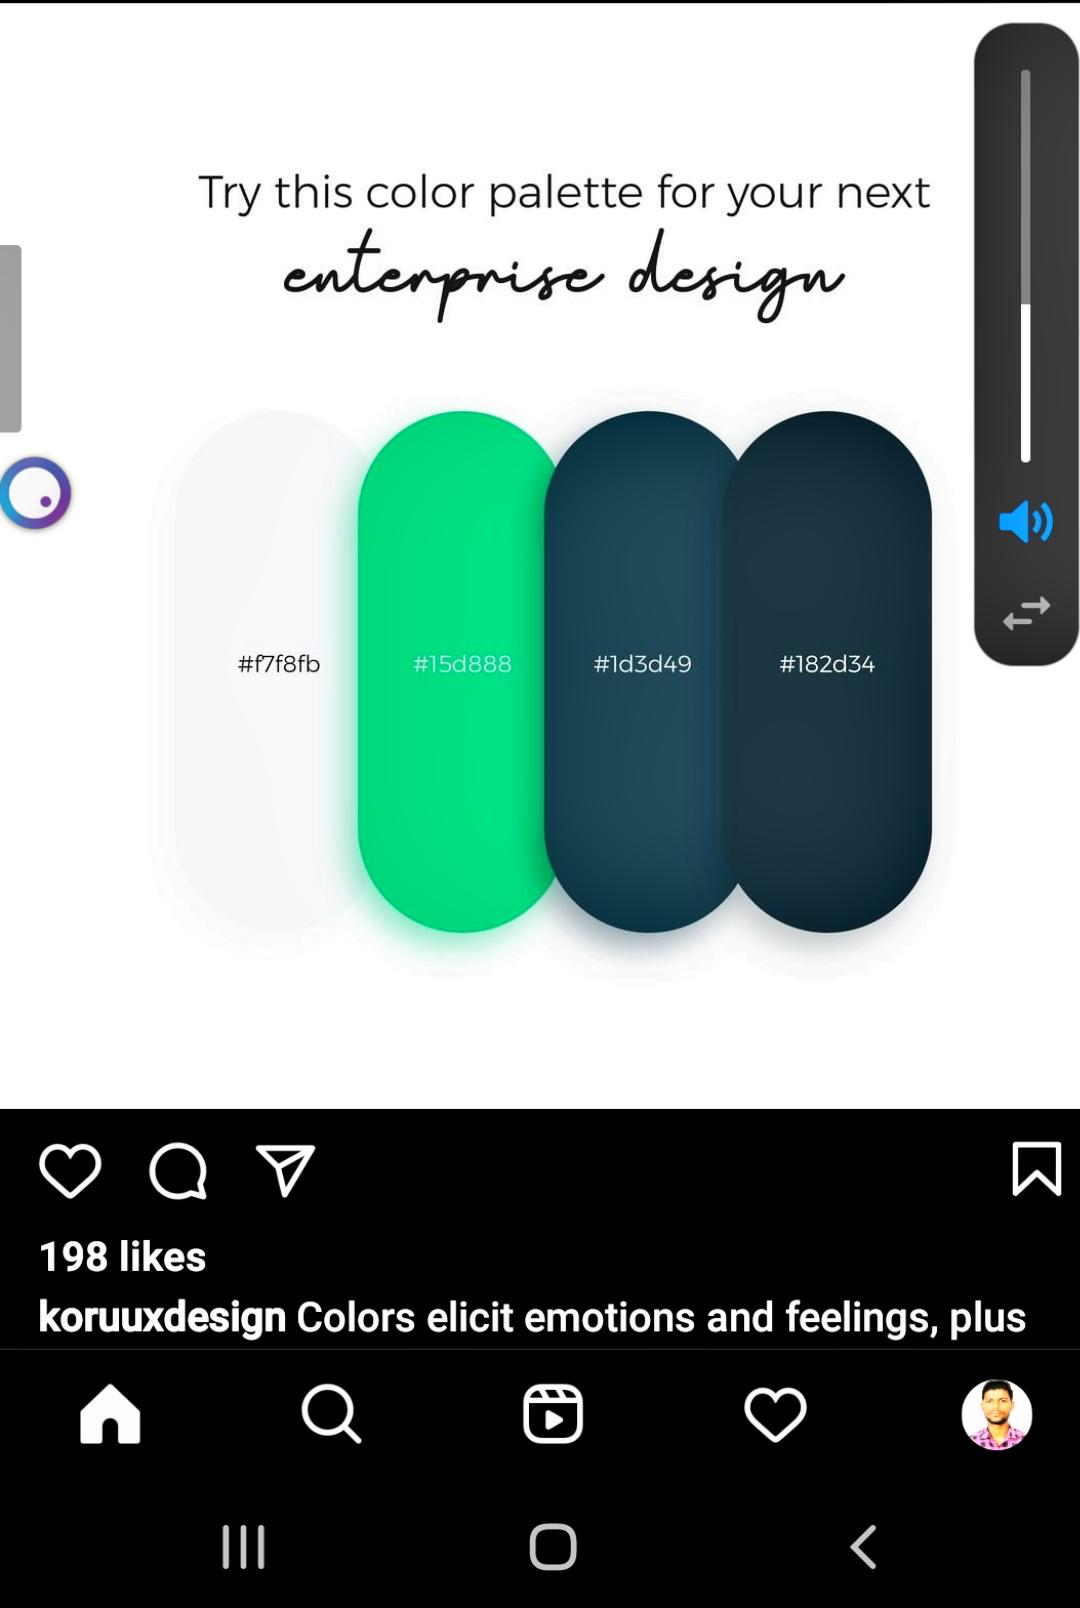 Try this color palette for your next
enterprise design
#f7f8fb
#15d888
#1d3d49
#182d34
198 likes
koruuxdesign Colors elicit emotions and feelings, plus